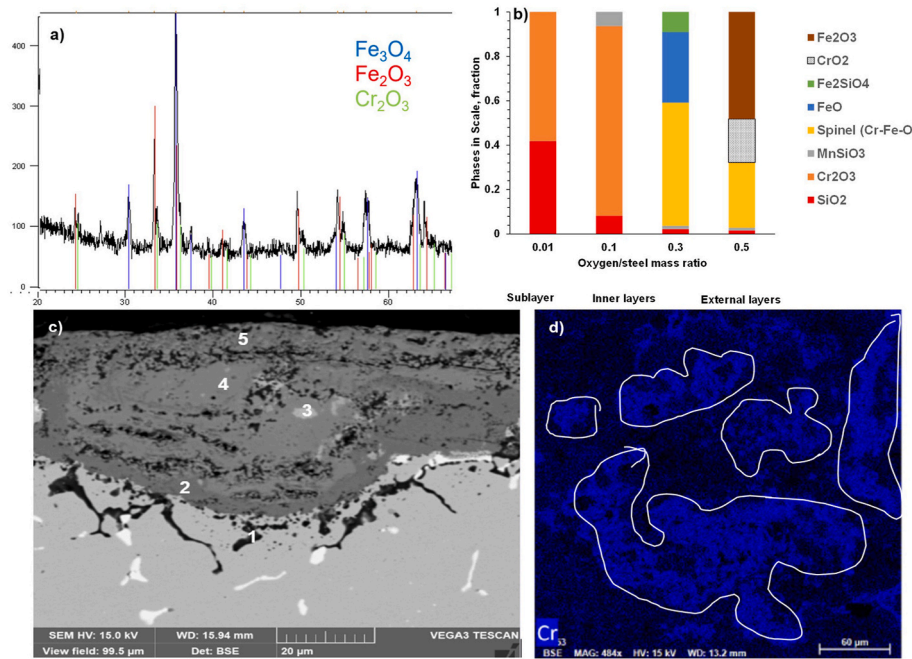 a)
Fe3O4
Fe2O3
Cr2O3
400
300
200
100
0
20
30
40
50
60
b)
Phases in Scale, fraction
1
0.8
0.6
0.4
0.2
0
0.01
0.1
0.3
0.5
Oxygen/steel mass ratio
Fe2O3
CrO2
Fe2SiO4
FeO
Spinel (Cr-Fe-O
MnSiO3
Cr2O3
SiO2
Sublayer
Inner layers
External layers
c)
5
4
3
2
1
SEM HV: 15.0 kV
WD: 15.94 mm
VEGA3 TESCAN
View field: 99.5 µm
Det: BSE
20 µm
d)
Cr
BSE
MAG: 484x
HV: 15 kV
WD: 13.2 mm
60 µm